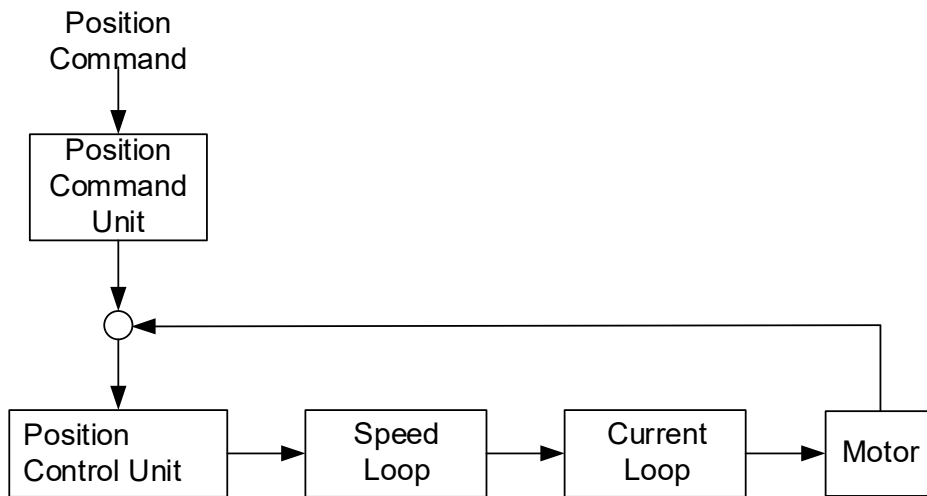 Position
Command
Position
Command
Unit
Position
Control Unit
Speed
Loop
Current
Loop
Motor